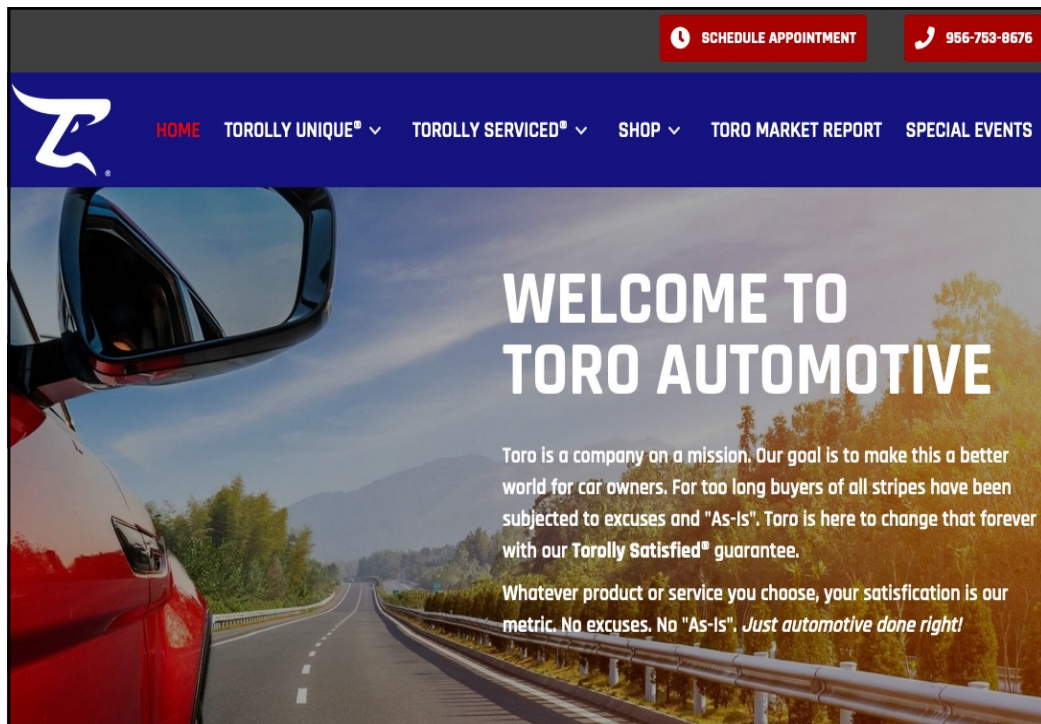 SCHEDULE APPOINTMENT
956-753-8676
HOME
TOROLLY UNIQUE®
TOROLLY SERVICED®
SHOP
TORO MARKET REPORT
SPECIAL EVENTS
®
WELCOME TO
TORO AUTOMOTIVE
Toro is a company on a mission. Our goal is to make this a better
world for car owners. For too long buyers of all stripes have been
subjected to excuses and "As-Is". Toro is here to change that forever
with our Torolly Satisfied® guarantee.
Whatever product or service you choose, your satisfication is our
metric. No excuses. No "As-Is". Just automotive done right!